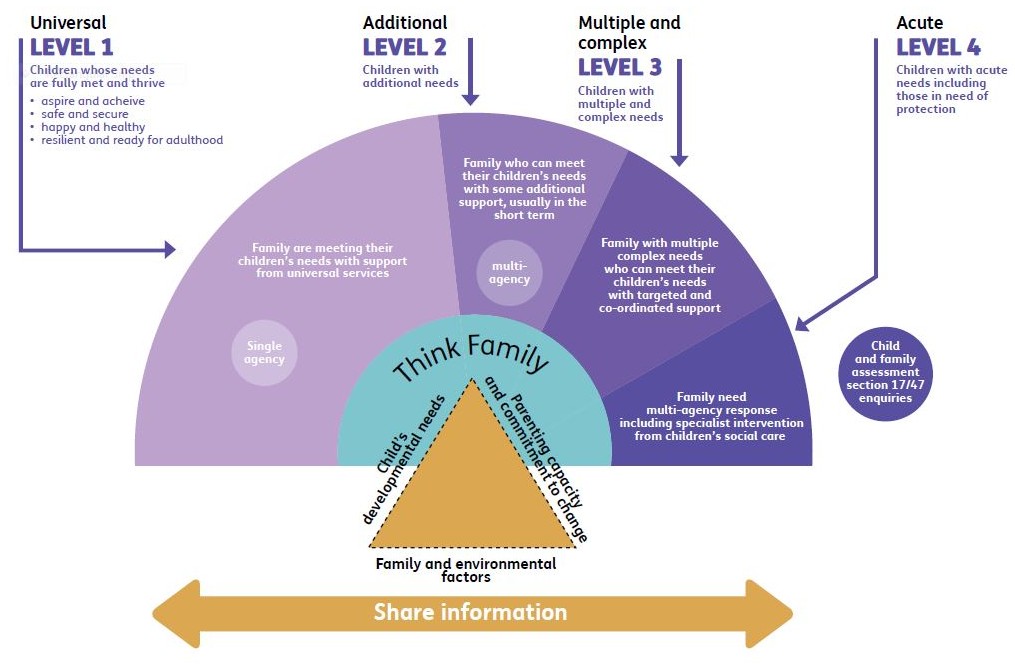 Universal
LEVEL 1
Children whose needs
are fully met and thrive
• aspire and acheive
• safe and secure
• happy and healthy
• resilient and ready for adulthood
Additional
LEVEL 2
Children with
additional needs
Multiple and
complex
LEVEL 3
Children with
multiple and
complex needs
Acute
LEVEL 4
Children with acute
needs including
those in need of
protection
Family are meeting their
children's needs with support
from universal services
Single
agency
Family who can meet
their children's needs
with some additional
support, usually in the
short term
multi-
agency
Family with multiple
complex needs
who can meet their
children's needs
with targeted and
co-ordinated support
Family need
multi-agency response
including specialist intervention
from children's social care
Child
and family
assessment
section 17/47
enquiries
Think Family
Child's
developmental needs
Parenting capacity
and commitment to change
Family and environmental
factors
Share information